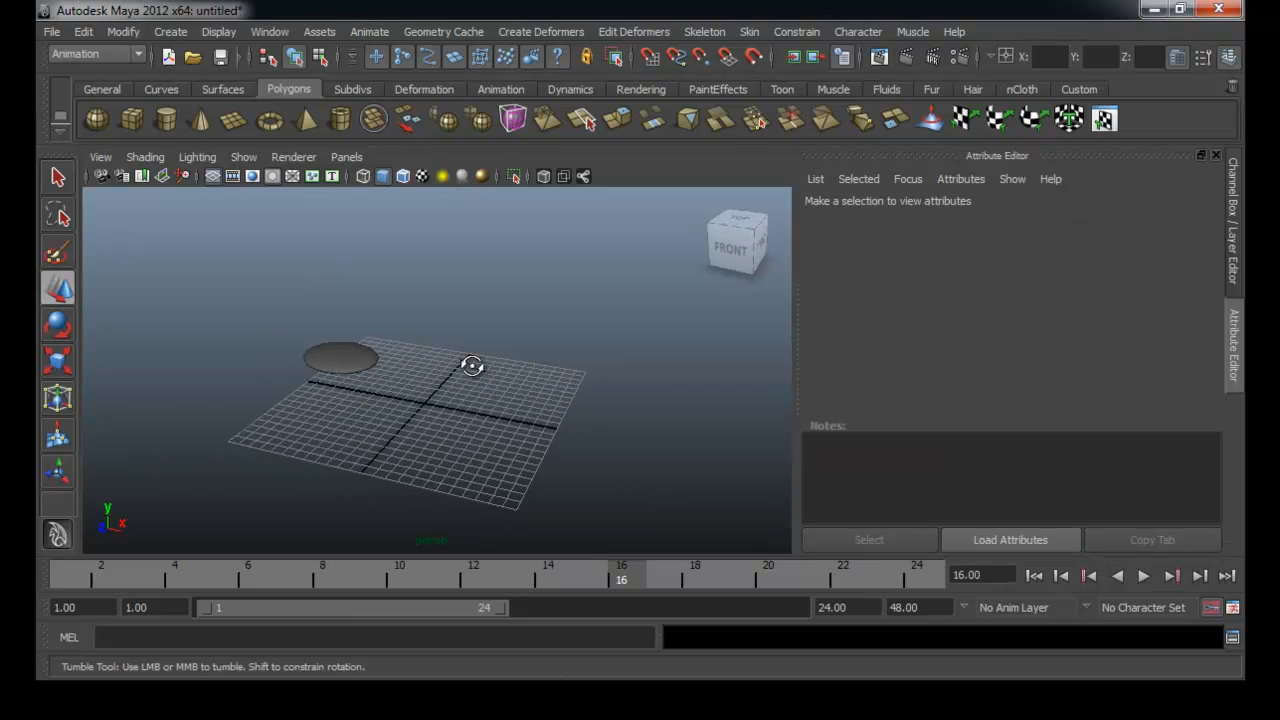 Autodesk Maya 2012 x64: untitled*
File Edit Modify Create Display Window Assets Animate Geometry Cache Create Deformers Edit Deformers Skeleton Skin Constrain Character Muscle Help
Animation X: Y: Z:
General Curves Surfaces Polygons Subdivs Deformation Animation Dynamics Rendering PaintEffects Toon Muscle Fluids Fur Hair nCloth Custom
View Shading Lighting Show Renderer Panels
Attribute Editor
List Selected Focus Attributes Show Help
Make a selection to view attributes
TOP
FRONT
Channel Box / Layer Editor
Attribute Editor
y
x
z
persp
Notes:
Select Load Attributes Copy Tab
2 4 6 8 10 12 14 16 18 20 22 24
16
16.00
1.00 1.00 1 24 24.00 48.00 No Anim Layer No Character Set
MEL
Tumble Tool: Use LMB or MMB to tumble. Shift to constrain rotation.